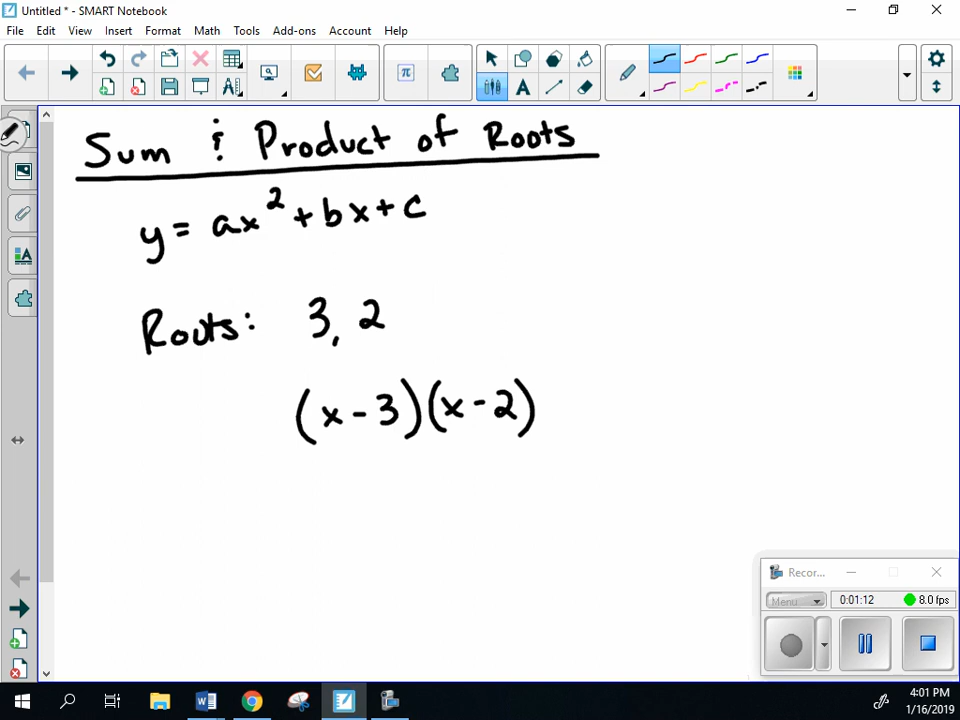 Untitled * - SMART Notebook
File Edit View Insert Format Math Tools Add-ons Account Help
Sum & Product of Roots
y = ax² + bx + c
Roots: 3, 2
(x - 3)(x - 2)
Recor...
Menu 0:01:12 8.0 fps
4:01 PM
1/16/2019